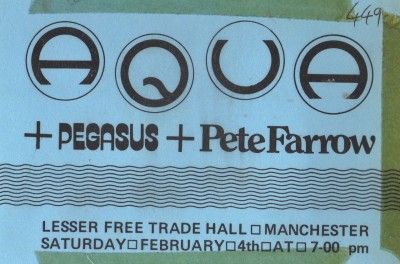 449
AQUA
+ PEGASUS + Pete Farrow
LESSER FREE TRADE HALL □ MANCHESTER
SATURDAY□FEBRUARY□4th□AT□7-00 pm